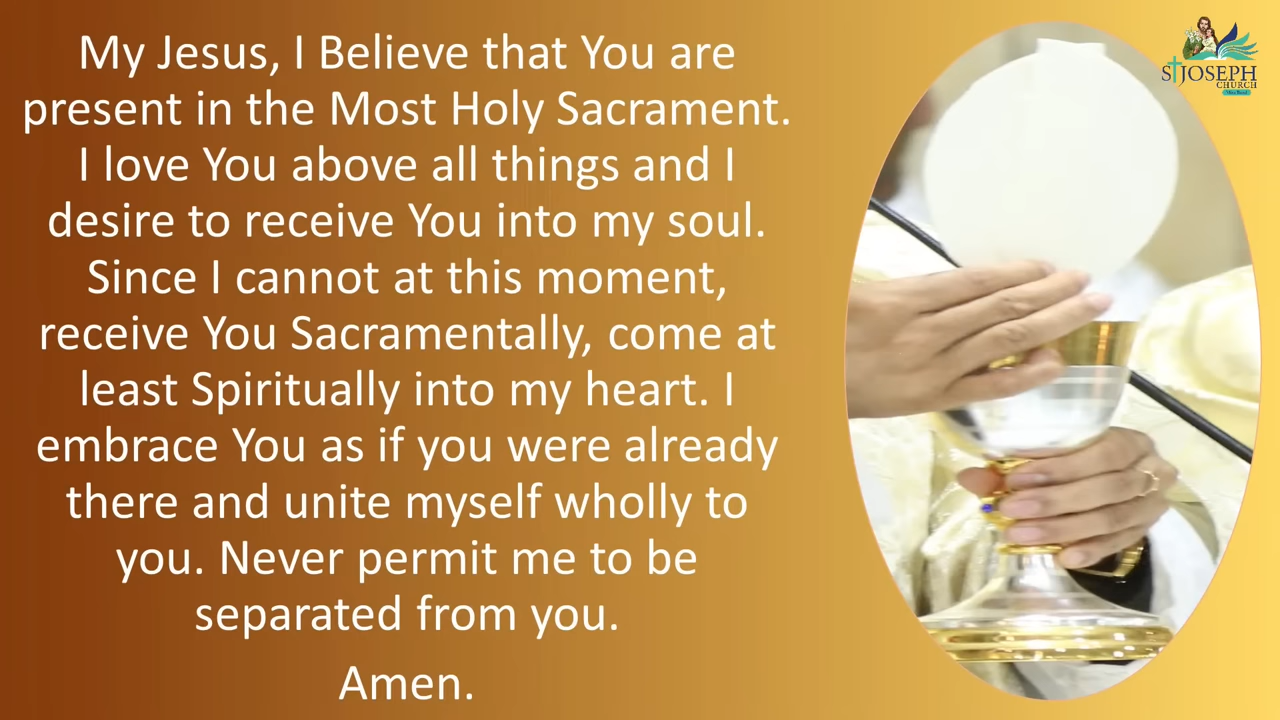 My Jesus, I Believe that You are
present in the Most Holy Sacrament.
I love You above all things and I
desire to receive You into my soul.
Since I cannot at this moment,
receive You Sacramentally, come at
least Spiritually into my heart. I
embrace You as if you were already
there and unite myself wholly to
you. Never permit me to be
separated from you.
Amen.
ST JOSEPH
CHURCH